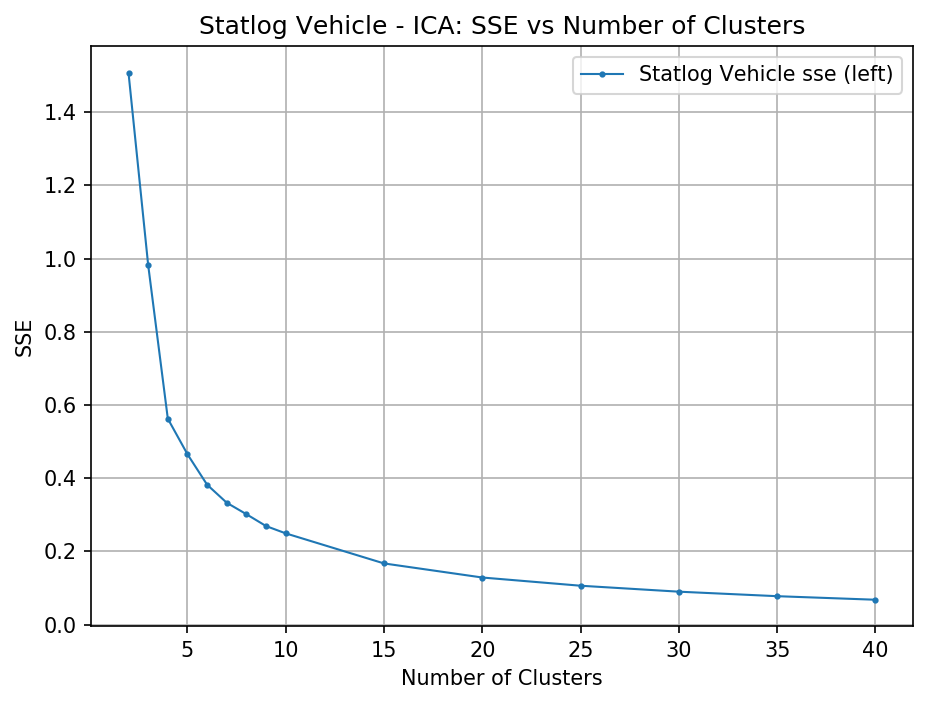 Statlog Vehicle - ICA: SSE vs Number of Clusters
Statlog Vehicle sse (left)
1.4
1.2
1.0
0.8
0.6
0.4
0.2
0.0
SSE
5 10 15 20 25 30 35 40
Number of Clusters